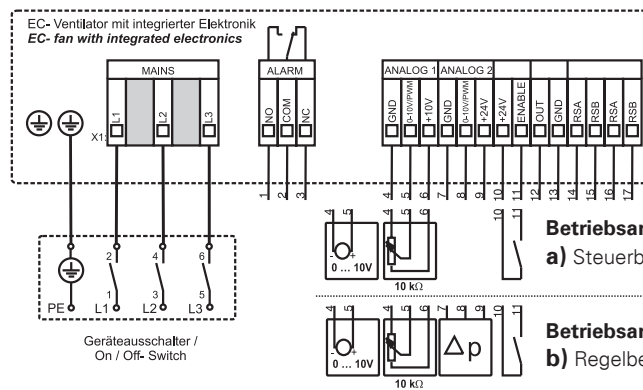 EC- Ventilator mit integrierter Elektronik
EC- fan with integrated electronics
MAINS
ALARM
ANALOG 1
ANALOG 2
X1:
L1
L2
L3
NO
COM
NC
GND
0-10V/PWM
+10V
GND
0-10V/PWM
+24V
+24V
ENABLE
OUT
GND
RSA
RSB
RSA
RSB
1
2
3
4
5
6
7
8
9
10
11
12
13
14
15
16
17
2
4
6
1
3
5
PE
L1
L2
L3
Geräteausschalter /
On / Off- Switch
4
5
- +
0 ... 10V
4
5
6
10 kΩ
10
11
Betriebsar
a) Steuerb
4
5
- +
0 ... 10V
4
5
6
10 kΩ
7
8
9
Δp
10
11
Betriebsar
b) Regelbe